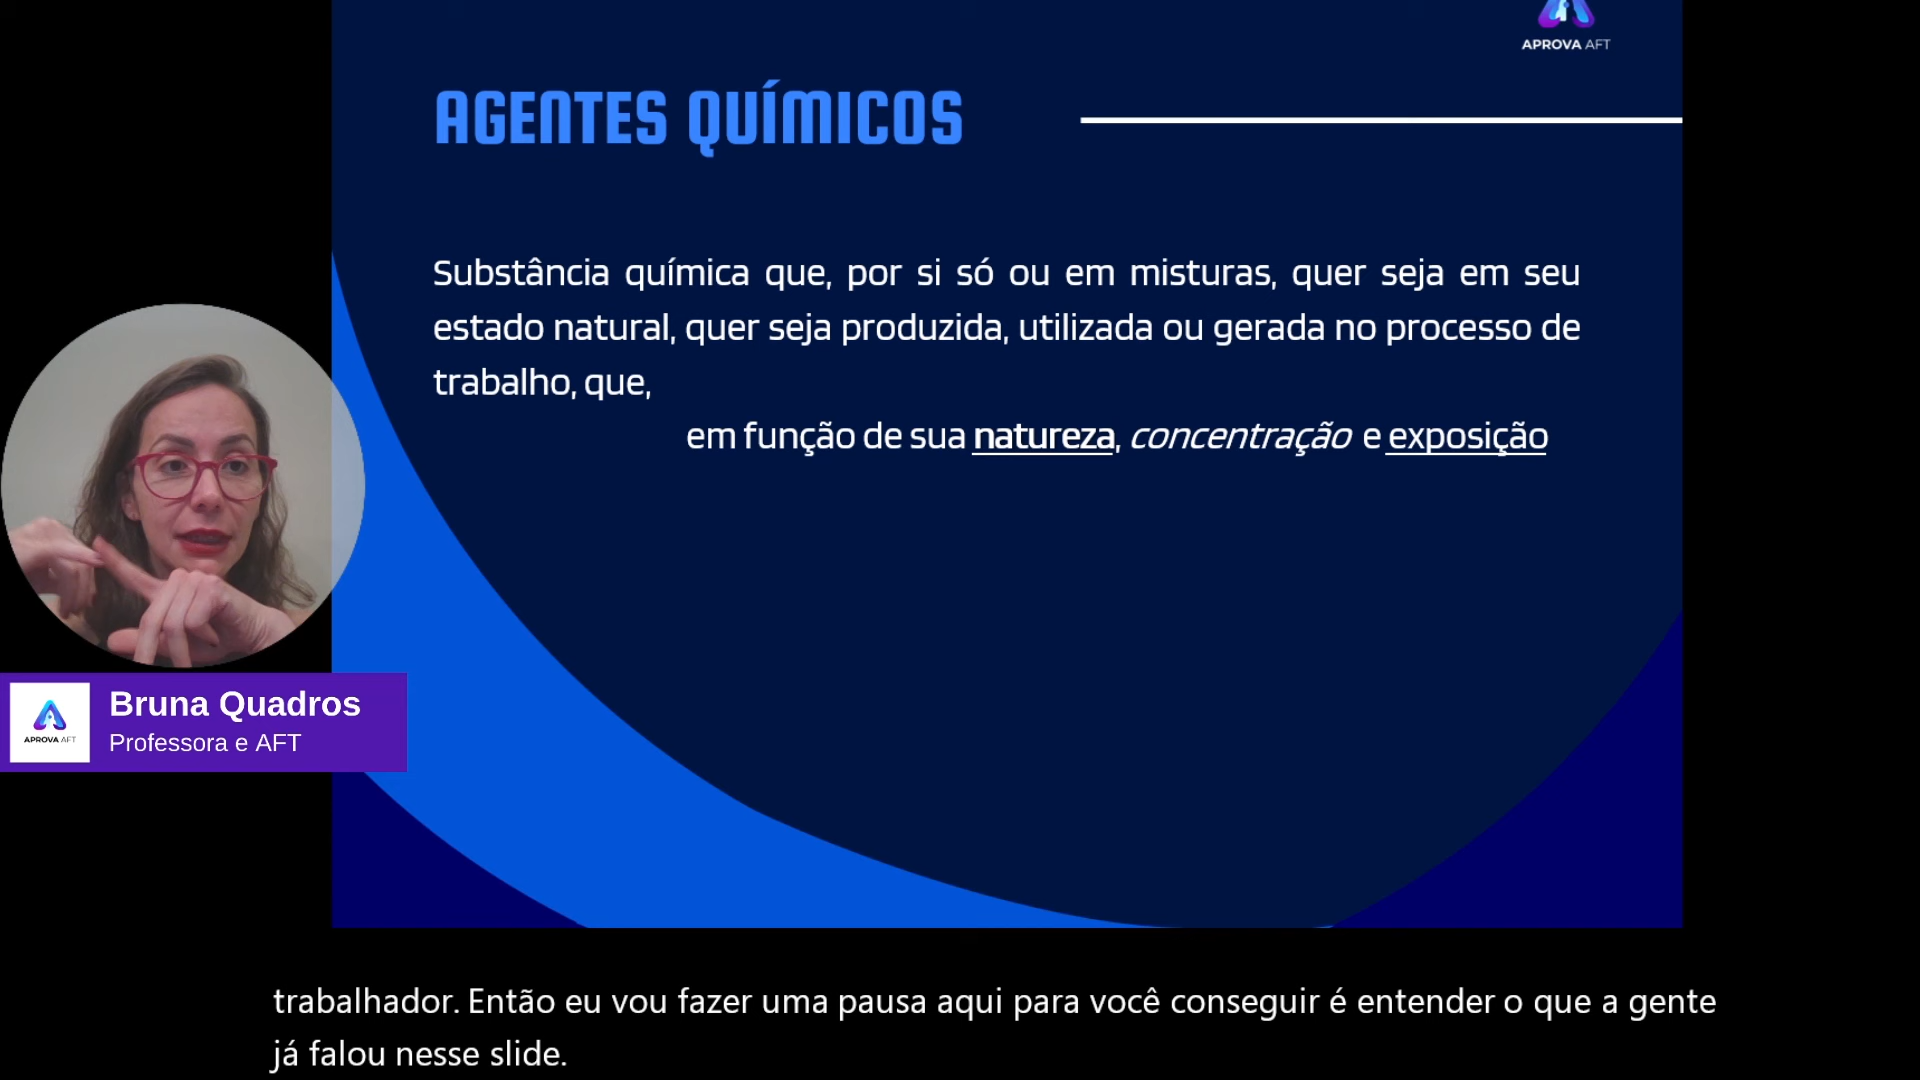 APROVA AFT
AGENTES QUÍMICOS
Substância química que, por si só ou em misturas, quer seja em seu
estado natural, quer seja produzida, utilizada ou gerada no processo de
trabalho, que,
em função de sua natureza, concentração e exposição
Bruna Quadros
Professora e AFT
APROVA AFT
trabalhador. Então eu vou fazer uma pausa aqui para você conseguir é entender o que a gente
já falou nesse slide.